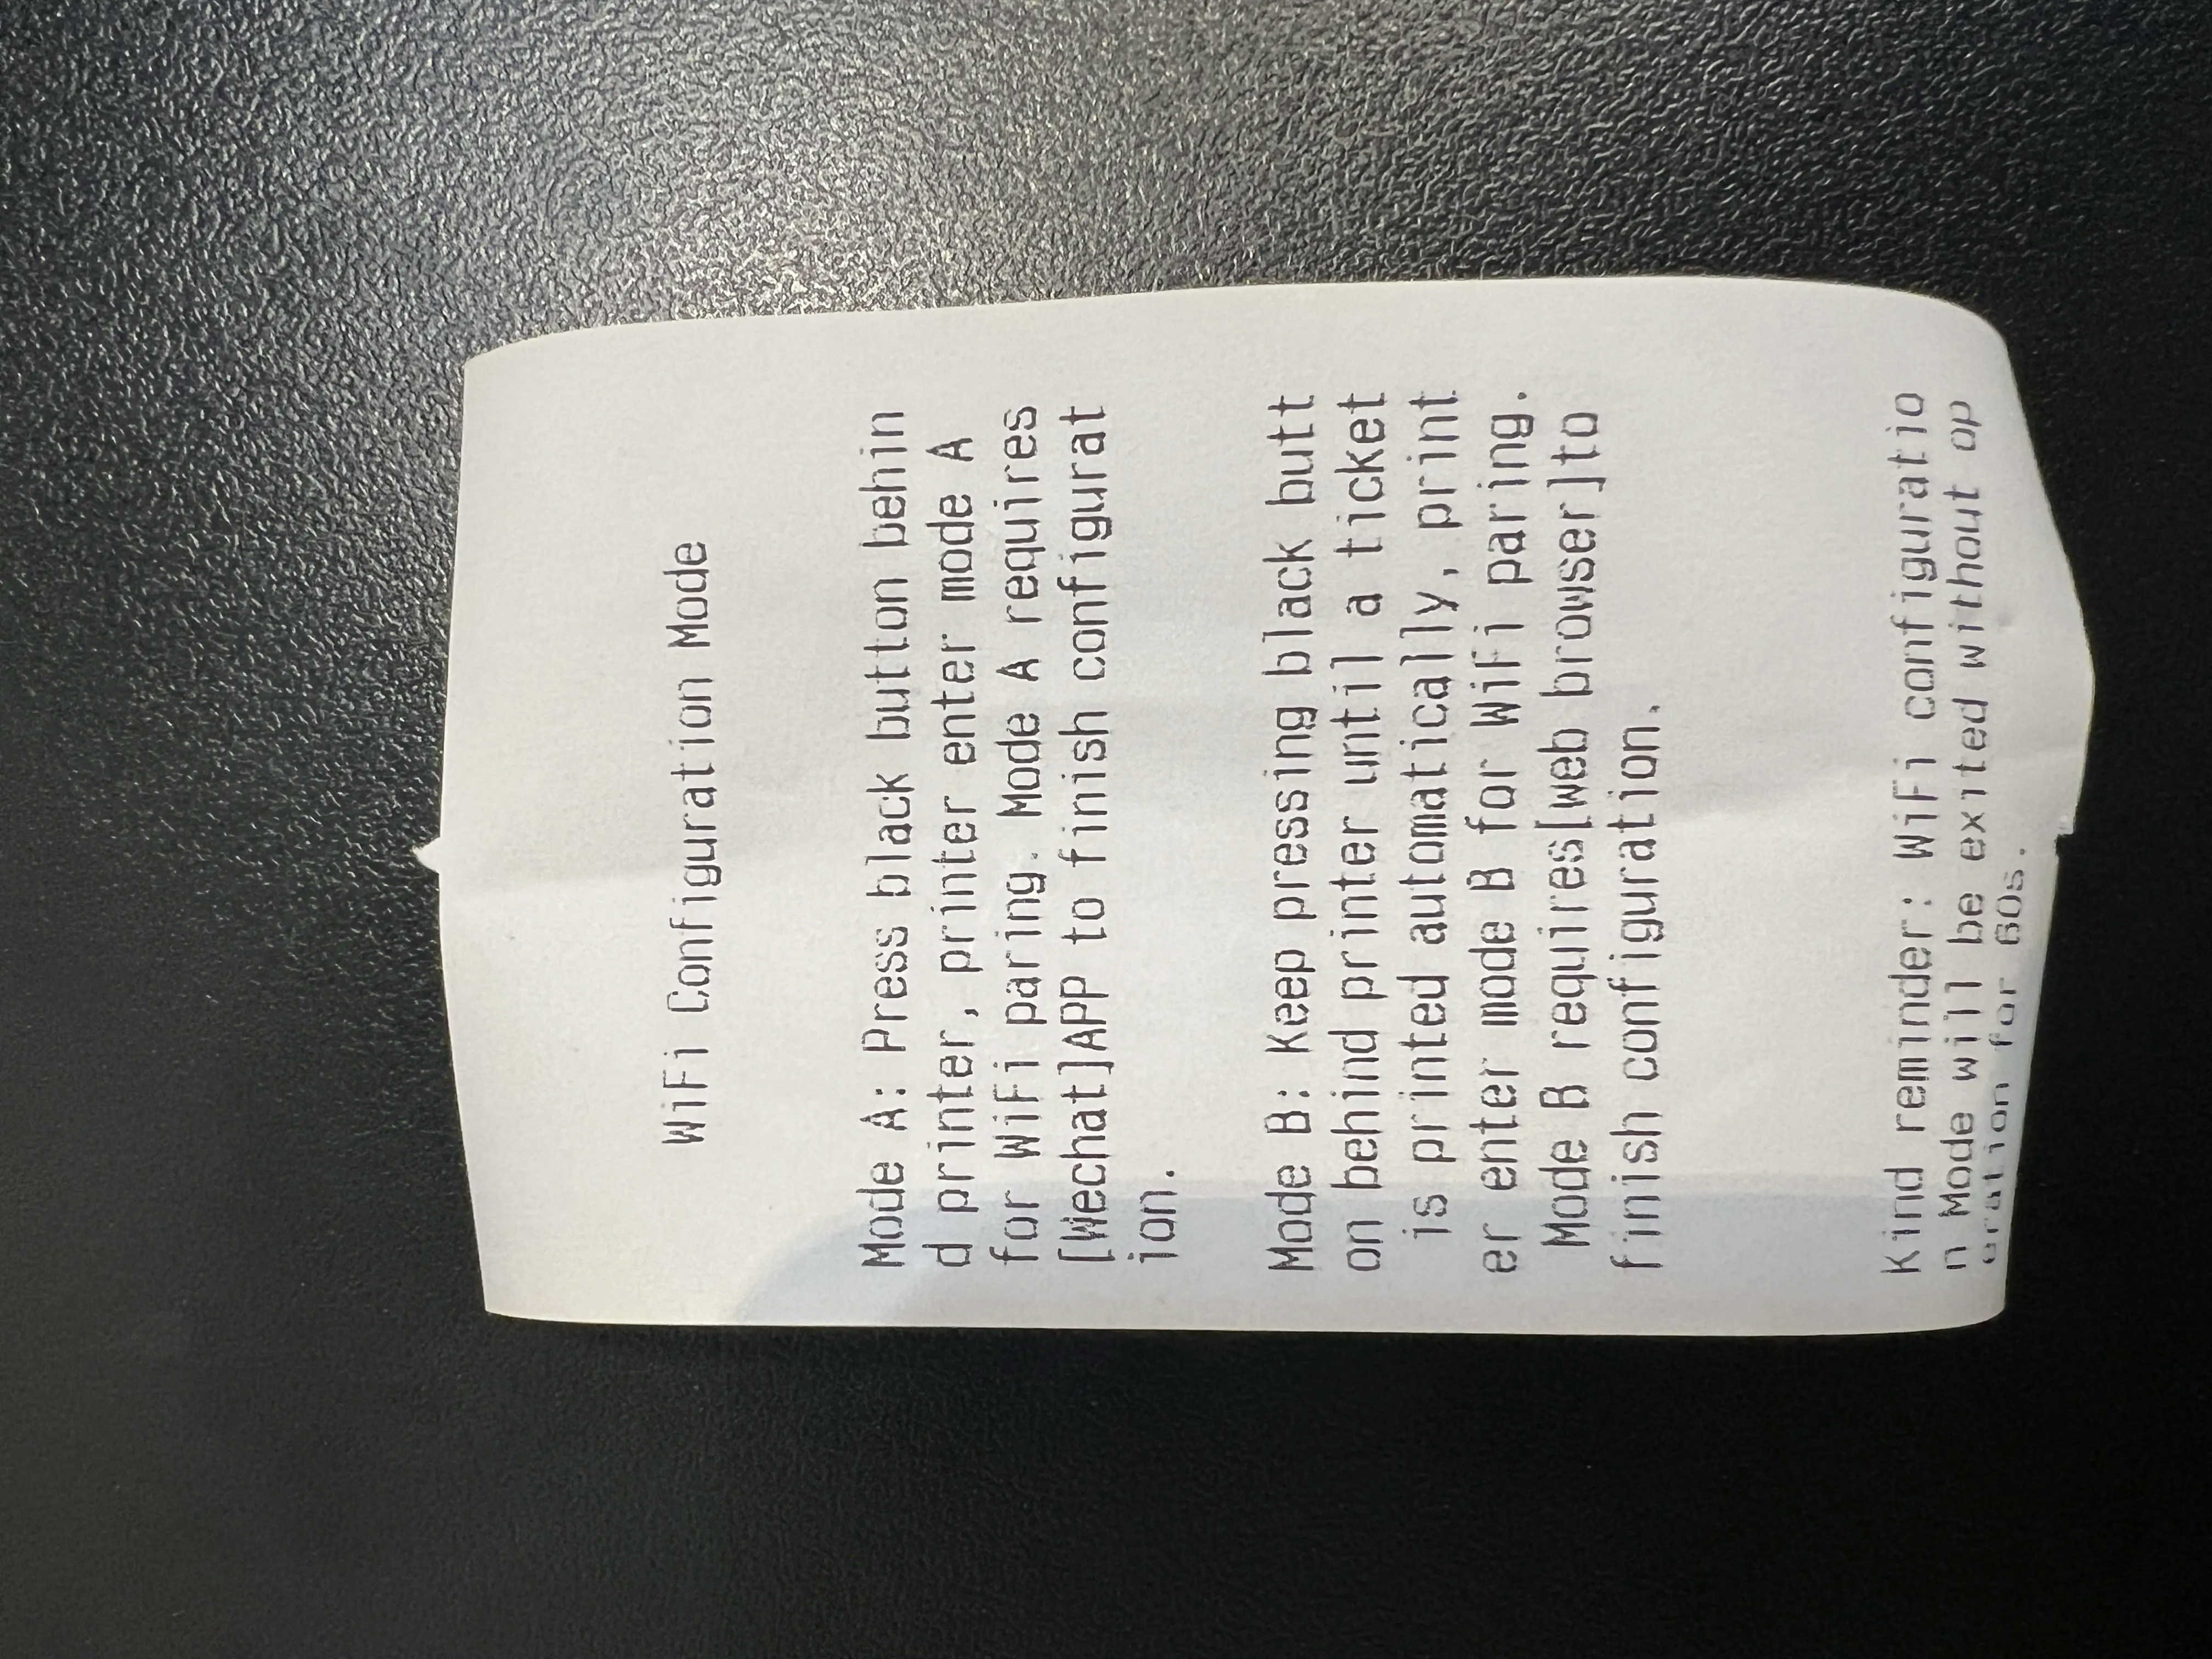 WiFi Configuration Mode
Mode A: Press black button behin
d printer, printer enter mode A
for WiFi paring. Mode A requires
[Wechat]APP to finish configurat
ion.
Mode B: Keep pressing black butt
on behind printer until a ticket
is printed automatically, print
er enter mode B for WiFi paring.
Mode B requires[web browser]to
finish configuration.
Kind reminder: WiFi configuratio
n Mode will be exited without op
eration for 60s.